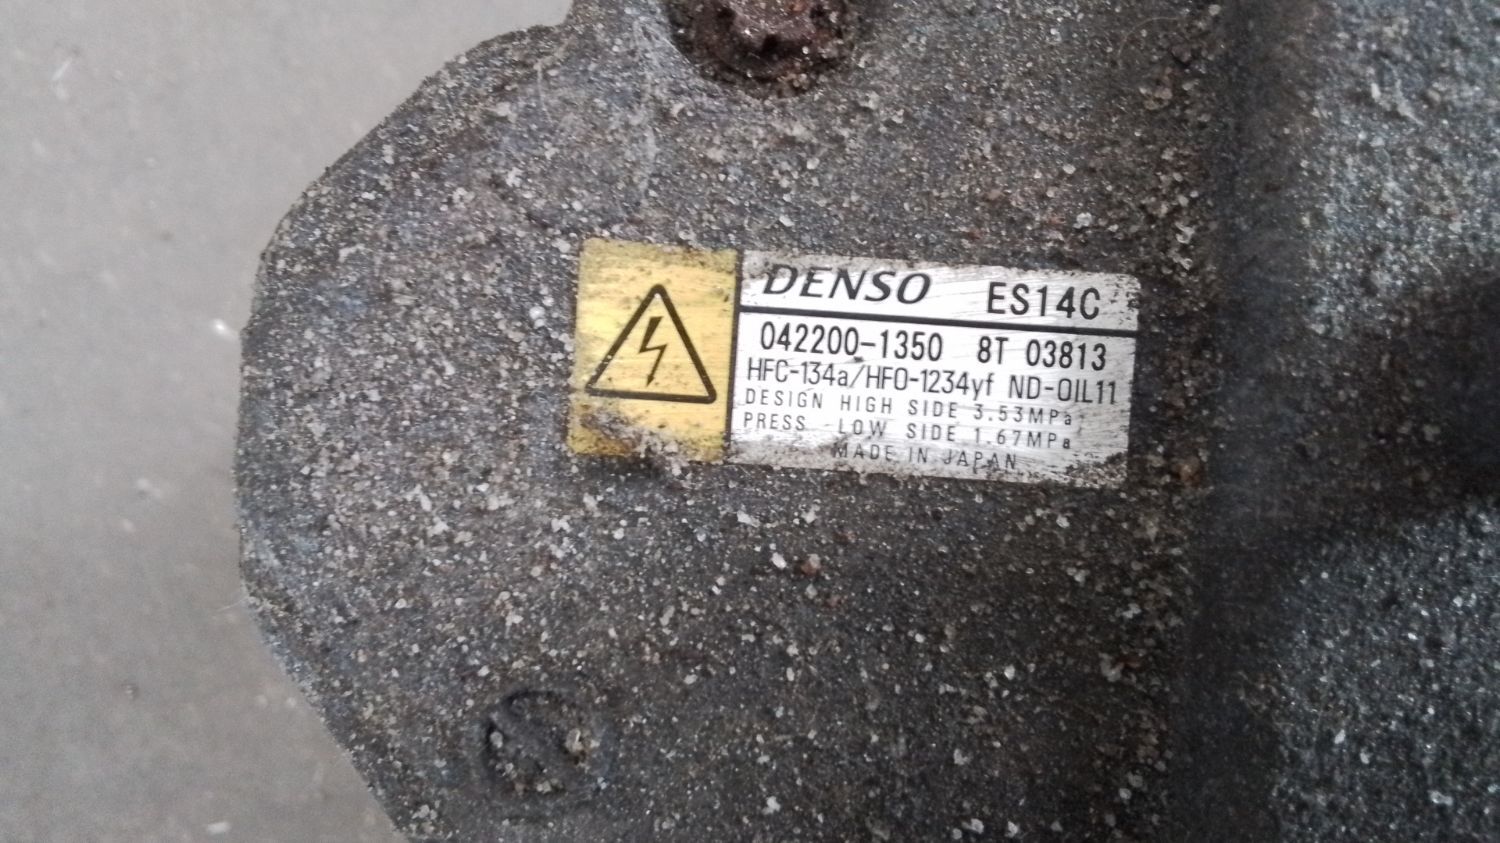 DENSO ES14C
042200-1350 8T 03813
HFC-134a/HFO-1234yf ND-OIL11
DESIGN HIGH SIDE 3.53MPa
PRESS LOW SIDE 1.67MPa
MADE IN JAPAN